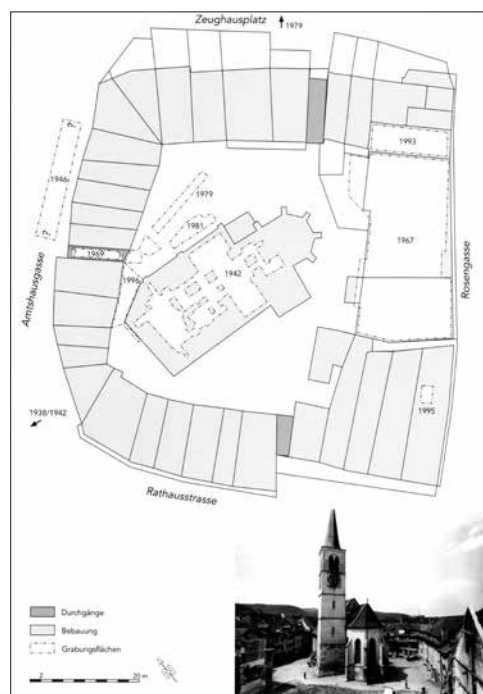 Zeughausplatz
1979
1993
1946
?
?
1979
1981
1967
1969
1942
1996
Amtshausgasse
Rosengasse
1995
1938/1942
Rathausstrasse
Durchgänge
Bebauung
Grabungsflächen
20 m